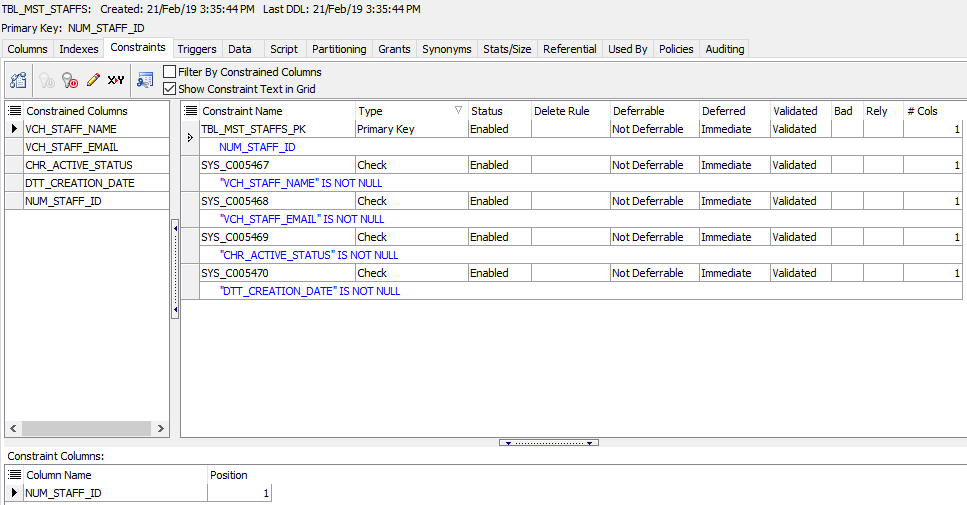 TBL_MST_STAFFS: Created: 21/Feb/19 3:35:44 PM Last DDL: 21/Feb/19 3:35:44 PM
Primary Key: NUM_STAFF_ID
Columns Indexes Constraints Triggers Data Script Partitioning Grants Synonyms Stats/Size Referential Used By Policies Auditing
X↔Y
Filter By Constrained Columns
Show Constraint Text in Grid
Constrained Columns
VCH_STAFF_NAME
VCH_STAFF_EMAIL
CHR_ACTIVE_STATUS
DTT_CREATION_DATE
NUM_STAFF_ID
Constraint Name Type Status Delete Rule Deferrable Deferred Validated Bad Rely # Cols
TBL_MST_STAFFS_PK Primary Key Enabled Not Deferrable Immediate Validated 1
NUM_STAFF_ID
SYS_C005467 Check Enabled Not Deferrable Immediate Validated 1
"VCH_STAFF_NAME" IS NOT NULL
SYS_C005468 Check Enabled Not Deferrable Immediate Validated 1
"VCH_STAFF_EMAIL" IS NOT NULL
SYS_C005469 Check Enabled Not Deferrable Immediate Validated 1
"CHR_ACTIVE_STATUS" IS NOT NULL
SYS_C005470 Check Enabled Not Deferrable Immediate Validated 1
"DTT_CREATION_DATE" IS NOT NULL
Constraint Columns:
Column Name Position
NUM_STAFF_ID 1